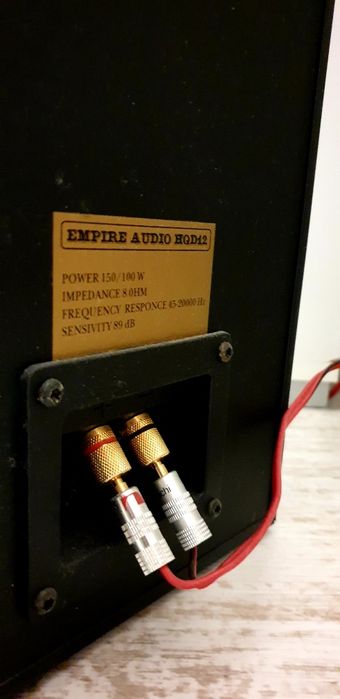 EMPIRE AUDIO HQD12
POWER 150/100 W
IMPEDANCE 8 OHM
FREQUENCY RESPONCE 45-20000 Hz
SENSIVITY 89 dB